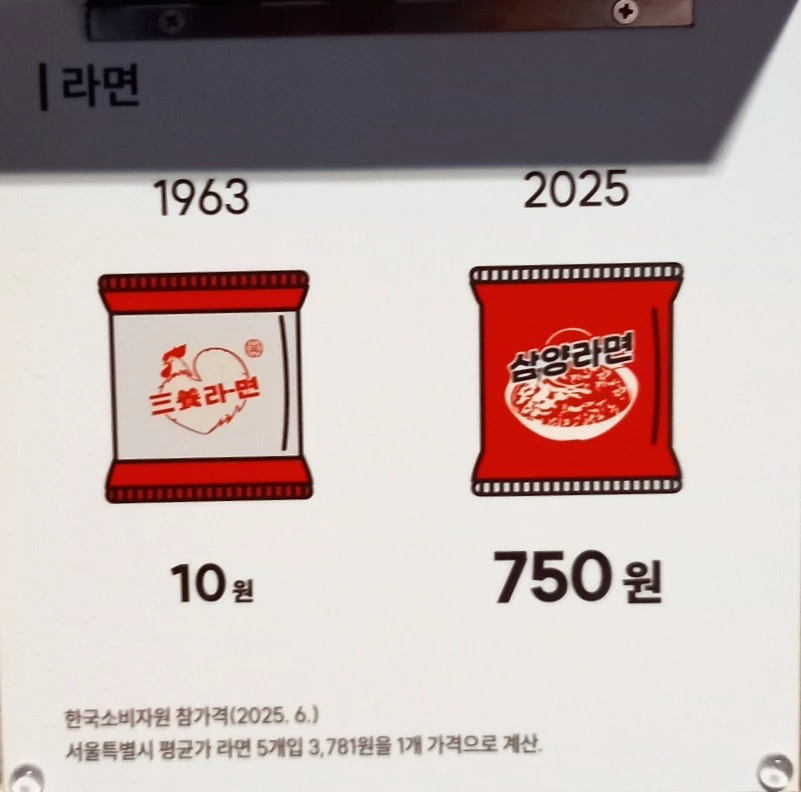 라면
1963
2025
三養라-면
삼양라면
10원
750원
한국소비자원 참가격(2025. 6.)
서울특별시 평균가 라면 5개입 3,781원을 1개 가격으로 계산.